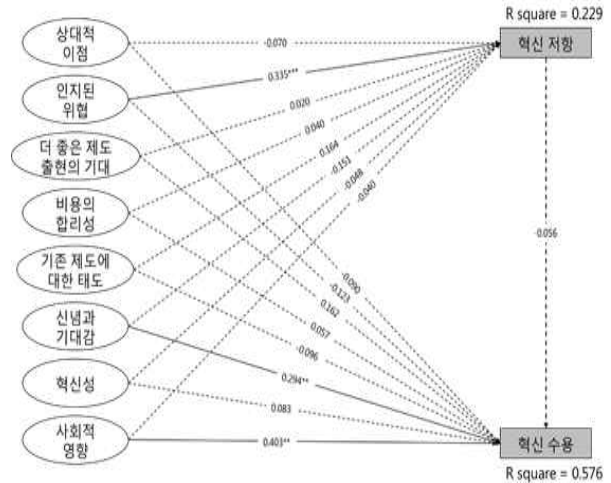 R square = 0.229
상대적
이점
혁신 저항
-0.070
인지된
위협
0.335***
더 좋은 제도
출현의 기대
0.020
0.040
0.164
-0.151
-0.048
-0.040
비용의
합리성
-0.056
기존 제도에
대한 태도
-0.090
-0.123
0.162
신념과
기대감
0.057
-0.096
0.294**
혁신성
0.083
사회적
영향
0.403**
혁신 수용
R square = 0.576